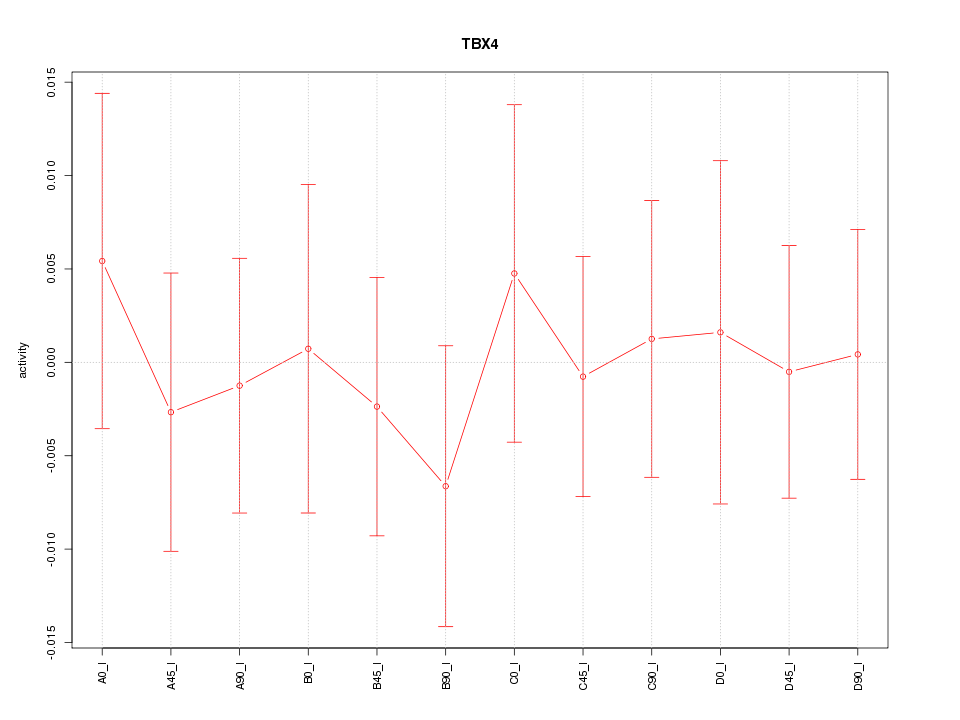 TBX4
activity
0.015
0.010
0.005
0.000
-0.005
-0.010
-0.015
A0_I
A45_I
A90_I
B0_I
B45_I
B90_I
C0_I
C45_I
C90_I
D0_I
D45_I
D90_I